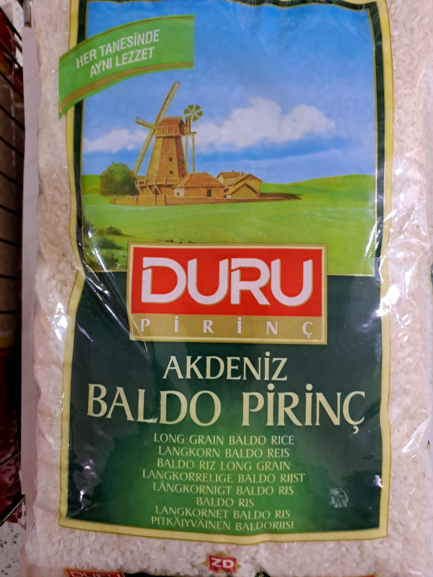 HER TANESİNDE
AYNI LEZZET
DURU
PİRİNÇ
AKDENİZ
BALDO PİRİNÇ
LONG GRAIN BALDO RICE
LANGKORN BALDO REIS
BALDO RIZ LONG GRAIN
LANGKORRELIGE BALDO RIJST
LÅNGKORNIGT BALDO RIS
BALDO RIS
LANGKORNET BALDO RIS
PITKÄJYVÄINEN BALDORIISI
ZD
DURU